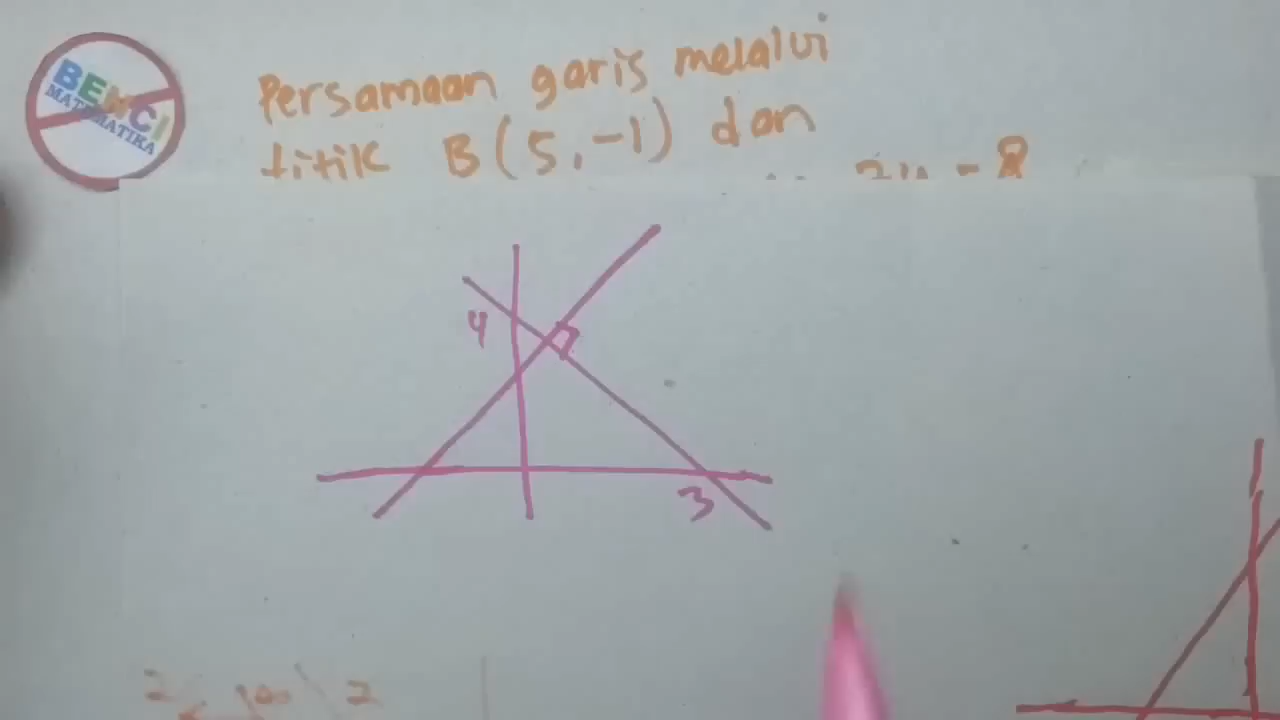 BENCI
MATEMATIKA
Persamaan garis melalui
titik B(5,-1) dan
4
3